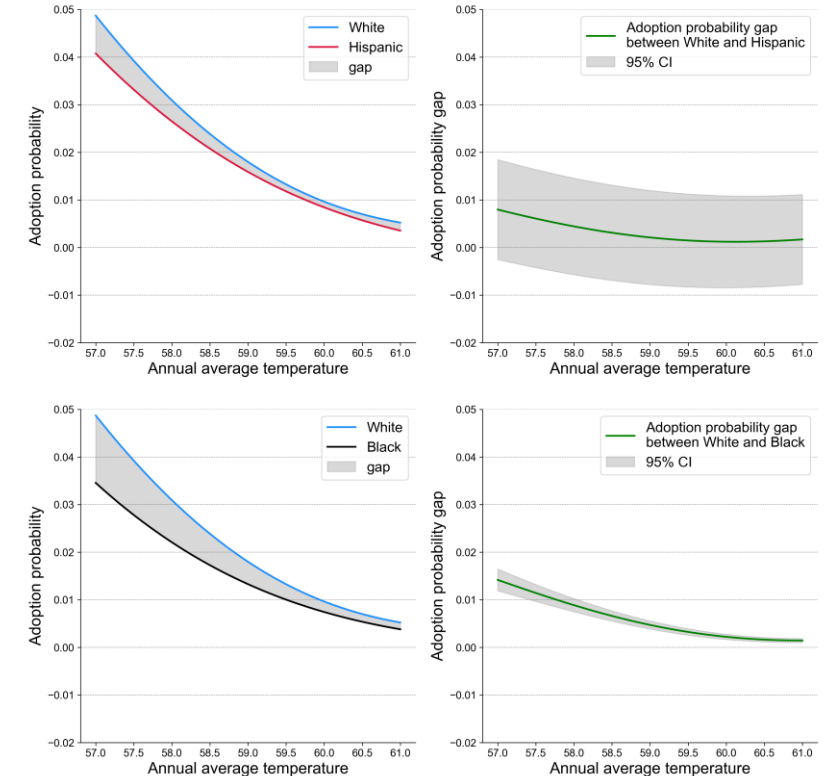 0.05
0.04
0.03
0.02
0.01
0.00
−0.01
−0.02
Adoption probability
White
Hispanic
gap
57.0 57.5 58.0 58.5 59.0 59.5 60.0 60.5 61.0
Annual average temperature
0.05
0.04
0.03
0.02
0.01
0.00
−0.01
−0.02
Adoption probability gap
Adoption probability gap
between White and Hispanic
95% CI
57.0 57.5 58.0 58.5 59.0 59.5 60.0 60.5 61.0
Annual average temperature
0.05
0.04
0.03
0.02
0.01
0.00
−0.01
−0.02
Adoption probability
White
Black
gap
57.0 57.5 58.0 58.5 59.0 59.5 60.0 60.5 61.0
Annual average temperature
0.05
0.04
0.03
0.02
0.01
0.00
−0.01
−0.02
Adoption probability gap
Adoption probability gap
between White and Black
95% CI
57.0 57.5 58.0 58.5 59.0 59.5 60.0 60.5 61.0
Annual average temperature